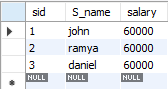 sid S_name salary
1 john 60000
2 ramya 60000
3 daniel 60000
NULL NULL NULL